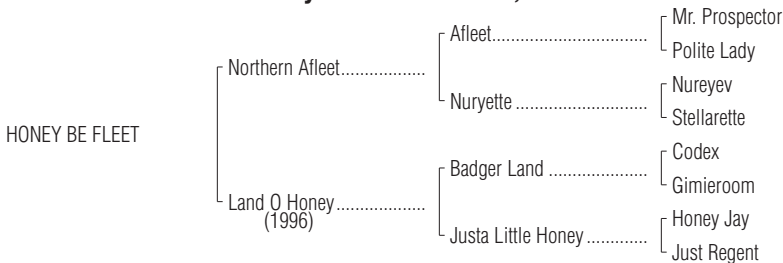 Mr. Prospector
Afleet..................................
Polite Lady
Northern Afleet..................
Nureyev
Nuryette............................
Stellarette
HONEY BE FLEET
Codex
Badger Land .....................
Gimieroom
Land O Honey...................
(1996)
Honey Jay
Justa Little Honey.............
Just Regent